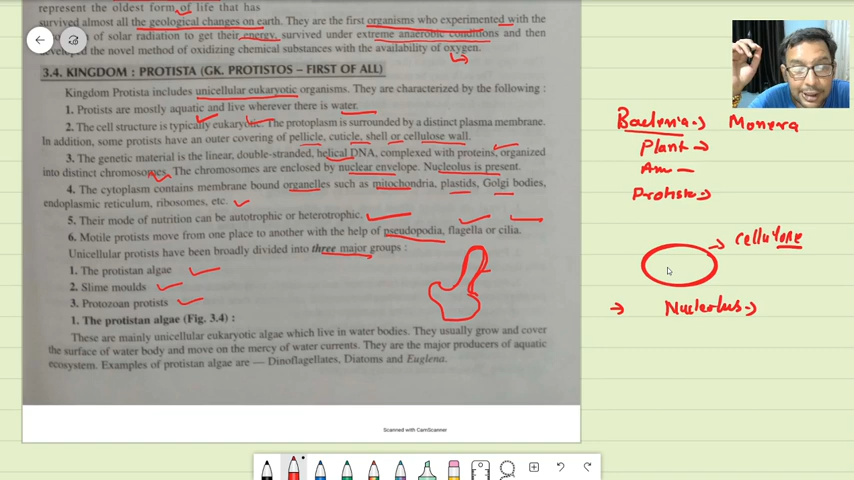 represent the oldest form of life that has
survived almost all the geological changes on earth. They are the first organisms who experimented with the
of solar radiation to get their energy, survived under extreme anaerobic conditions and then
the novel method of oxidizing chemical substances with the availability of oxygen.
3.4. KINGDOM : PROTISTA (GK. PROTISTOS – FIRST OF ALL)
Kingdom Protista includes unicellular eukaryotic organisms. They are characterized by the following :
1. Protists are mostly aquatic and live wherever there is water.
2. The cell structure is typically eukaryotic. The protoplasm is surrounded by a distinct plasma membrane.
In addition, some protists have an outer covering of pellicle, cuticle, shell or cellulose wall.
3. The genetic material is the linear, double-stranded, helical DNA, complexed with proteins, organized
into distinct chromosomes. The chromosomes are enclosed by nuclear envelope. Nucleolus is present.
4. The cytoplasm contains membrane bound organelles such as mitochondria, plastids, Golgi bodies,
endoplasmic reticulum, ribosomes, etc.
5. Their mode of nutrition can be autotrophic or heterotrophic.
6. Motile protists move from one place to another with the help of pseudopodia, flagella or cilia.
Unicellular protists have been broadly divided into three major groups :
1. The protistan algae
2. Slime moulds
3. Protozoan protists
1. The protistan algae (Fig. 3.4) :
These are mainly unicellular eukaryotic algae which live in water bodies. They usually grow and cover
the surface of water body and move on the mercy of water currents. They are the major producers of aquatic
ecosystem. Examples of protistan algae are — Dinoflagellates, Diatoms and Euglena.
Scanned with CamScanner
Bacteria → Monera
Plant →
Protista →
→ cellulose
→ Nucleolus →